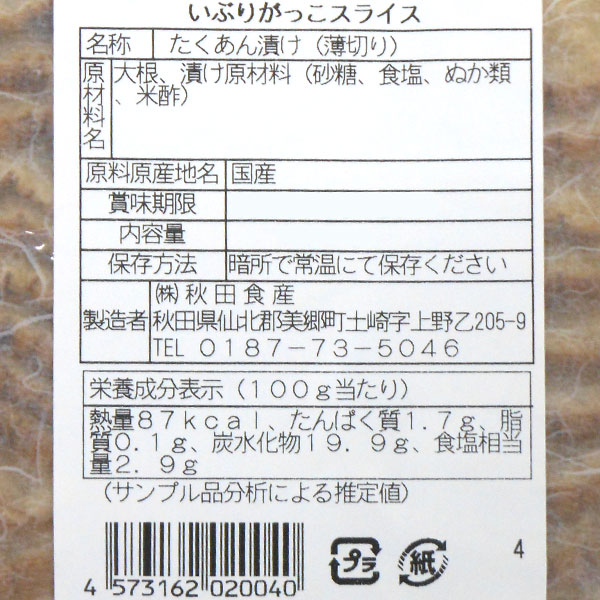 いぶりがっこスライス
名称 たくあん漬け（薄切り）
原材料名 大根、漬け原材料（砂糖、食塩、ぬか類
、米酢）
原料原産地名 国産
賞味期限
内容量
保存方法 暗所で常温にて保存ください
製造者 ㈱秋田食産
秋田県仙北郡美郷町土崎字上野乙205-9
TEL ０１８７-７３-５０４６
栄養成分表示（１００ｇ当たり）
熱量８７ｋｃａｌ、たんぱく質１.７ｇ、脂
質０.１ｇ、炭水化物１９.９ｇ、食塩相当
量２.９ｇ
（サンプル品分析による推定値）
4 573162 020040
プラ
紙
4